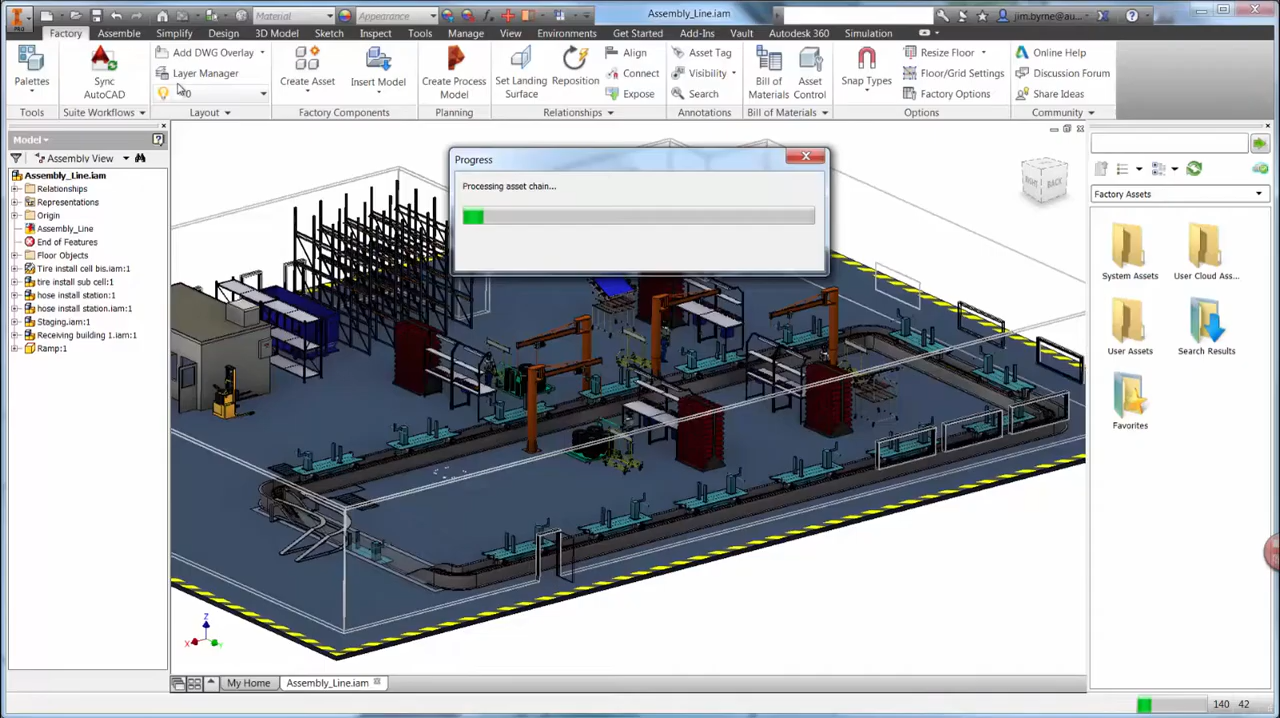 Material
Appearance
Assembly_Line.iam
jim.byrne@au...
PRO
Factory
Assemble
Simplify
Design
3D Model
Sketch
Inspect
Tools
Manage
View
Environments
Get Started
Add-Ins
Vault
Autodesk 360
Simulation
Palettes
Sync
AutoCAD
Add DWG Overlay
Layer Manager
Create Asset
Insert Model
Create Process
Model
Set Landing
Surface
Reposition
Align
Connect
Expose
Asset Tag
Visibility
Search
Bill of
Materials
Asset
Control
Snap Types
Resize Floor
Floor/Grid Settings
Factory Options
Online Help
Discussion Forum
Share Ideas
Tools
Suite Workflows
Layout
Factory Components
Planning
Relationships
Annotations
Bill of Materials
Options
Community
Model
Assembly View
Assembly_Line.iam
Relationships
Representations
Origin
Assembly_Line
End of Features
Floor Objects
Tire install cell bis.iam:1
tire install sub cell:1
hose install station:1
hose install station.iam:1
Staging.iam:1
Receiving building 1.iam:1
Ramp:1
Progress
Processing asset chain...
RIGHT
BACK
Z
X
Y
Factory Assets
System Assets
User Cloud Ass...
User Assets
Search Results
Favorites
My Home
Assembly_Line.iam
140
42